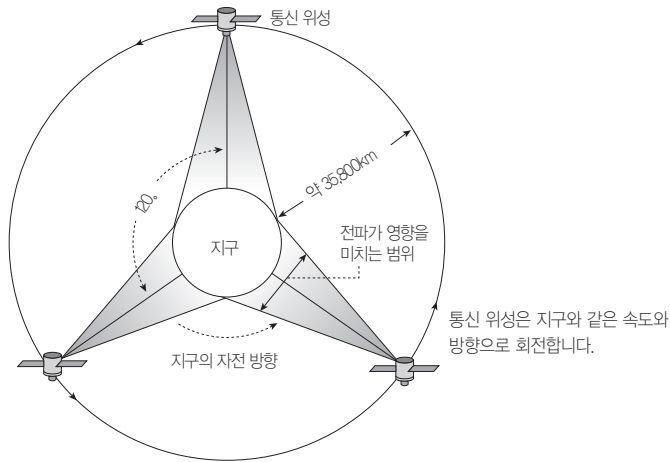 통신 위성
약 35,800km
120°
지구
전파가 영향을
미치는 범위
지구의 자전 방향
통신 위성은 지구와 같은 속도와
방향으로 회전합니다.